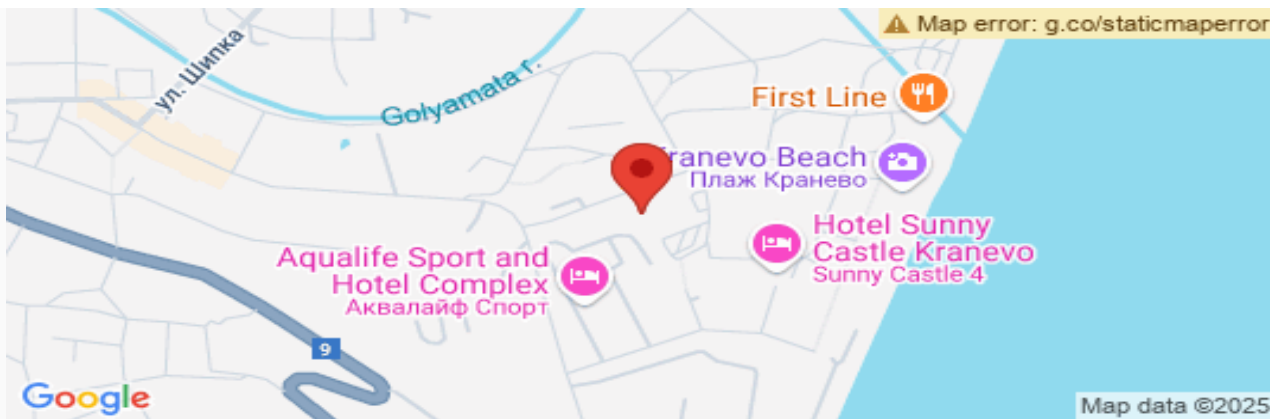 Map error: g.co/staticmaperror
ул. Шипка
Golyamata r.
First Line
Kranevo Beach
Плаж Кранево
Hotel Sunny
Castle Kranevo
Sunny Castle 4
Aqualife Sport and
Hotel Complex
Аквалайф Спорт
9
Google
Map data ©2025